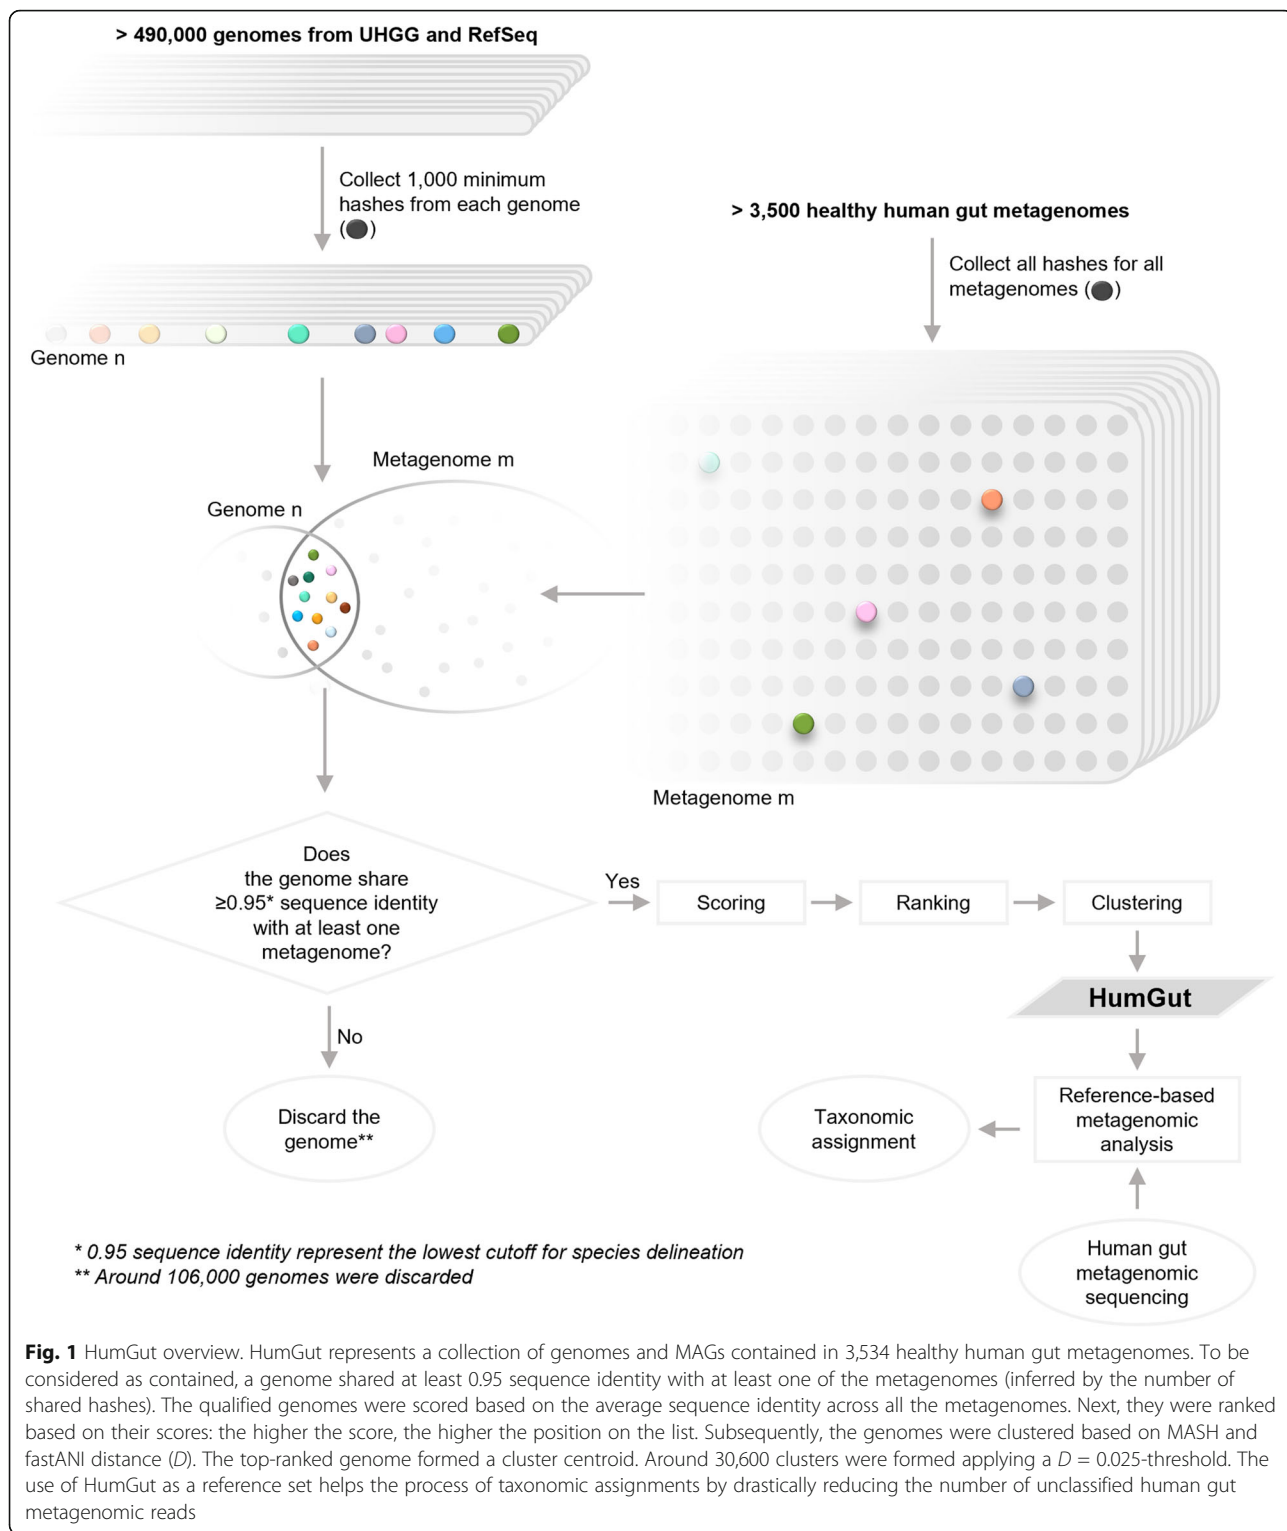 > 490,000 genomes from UHGG and RefSeq
Collect 1,000 minimum
hashes from each genome
( )
> 3,500 healthy human gut metagenomes
Collect all hashes for all
metagenomes ( )
Genome n
Metagenome m
Genome n
Metagenome m
Does
the genome share
≥0.95* sequence identity
with at least one
metagenome?
Yes
Scoring
Ranking
Clustering
HumGut
No
Discard the
genome**
Taxonomic
assignment
Reference-based
metagenomic
analysis
Human gut
metagenomic
sequencing
* 0.95 sequence identity represent the lowest cutoff for species delineation
** Around 106,000 genomes were discarded
Fig. 1 HumGut overview. HumGut represents a collection of genomes and MAGs contained in 3,534 healthy human gut metagenomes. To be
considered as contained, a genome shared at least 0.95 sequence identity with at least one of the metagenomes (inferred by the number of
shared hashes). The qualified genomes were scored based on the average sequence identity across all the metagenomes. Next, they were ranked
based on their scores: the higher the score, the higher the position on the list. Subsequently, the genomes were clustered based on MASH and
fastANI distance (D). The top-ranked genome formed a cluster centroid. Around 30,600 clusters were formed applying a D = 0.025-threshold. The
use of HumGut as a reference set helps the process of taxonomic assignments by drastically reducing the number of unclassified human gut
metagenomic reads